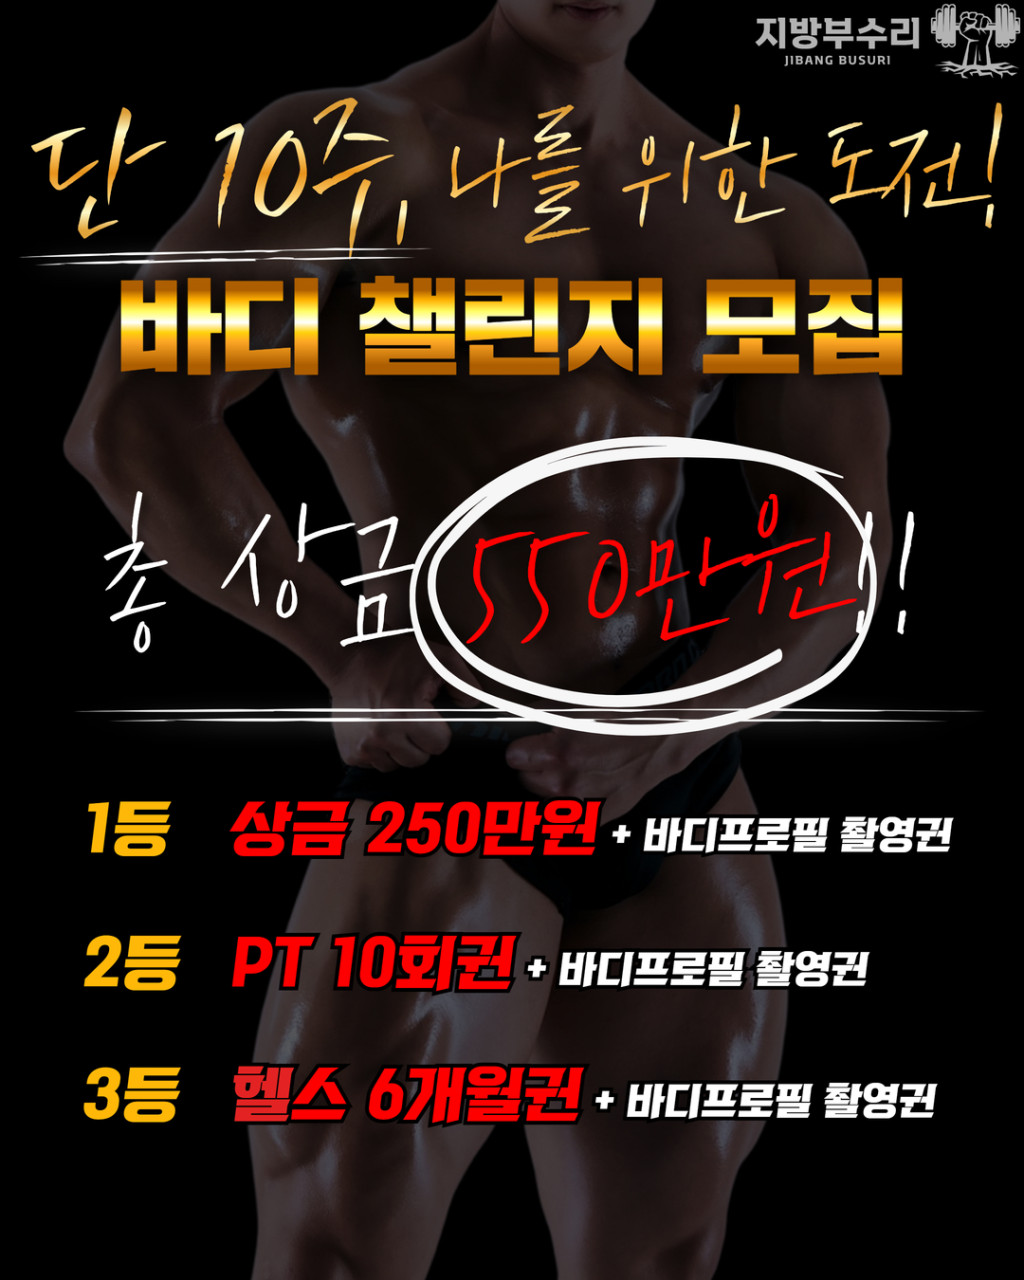 지방부수리
JIBANG BUSURI
단 10주, 나를 위한 도전!
바디 챌린지 모집
총 상금 550만원!!
1등 상금 250만원 + 바디프로필 촬영권
2등 PT 10회권 + 바디프로필 촬영권
3등 헬스 6개월권 + 바디프로필 촬영권